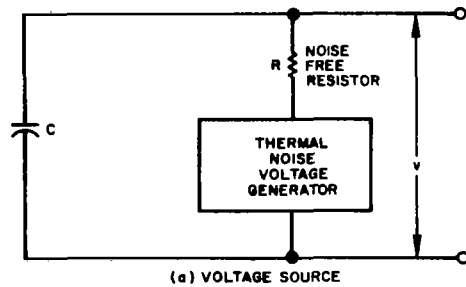 R
NOISE
FREE
RESISTOR
C
THERMAL
NOISE
VOLTAGE
GENERATOR
v
(a) VOLTAGE SOURCE